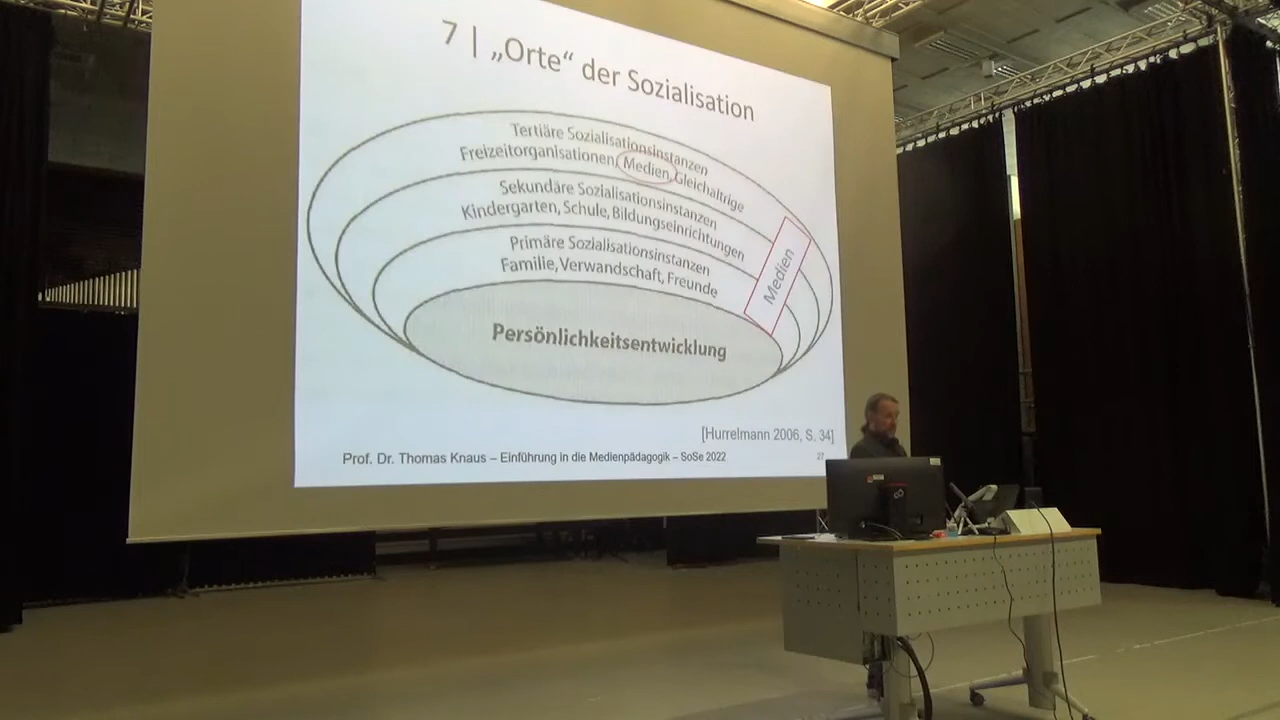 7 | „Orte“ der Sozialisation
Tertiäre Sozialisationsinstanzen
Freizeitorganisationen, Medien, Gleichaltrige
Sekundäre Sozialisationsinstanzen
Kindergarten, Schule, Bildungseinrichtungen
Primäre Sozialisationsinstanzen
Familie, Verwandschaft, Freunde
Medien
Persönlichkeitsentwicklung
[Hurrelmann 2006, S. 34]
Prof. Dr. Thomas Knaus – Einführung in die Medienpädagogik – SoSe 2022
27